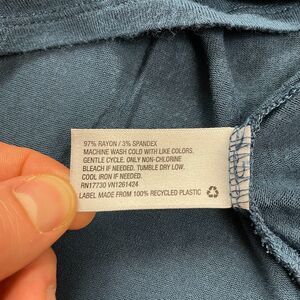 97% RAYON / 3% SPANDEX
MACHINE WASH COLD WITH LIKE COLORS.
GENTLE CYCLE. ONLY NON-CHLORINE
BLEACH IF NEEDED. TUMBLE DRY LOW.
COOL IRON IF NEEDED.
RN17730 VN1261424
LABEL MADE FROM 100% RECYCLED PLASTIC